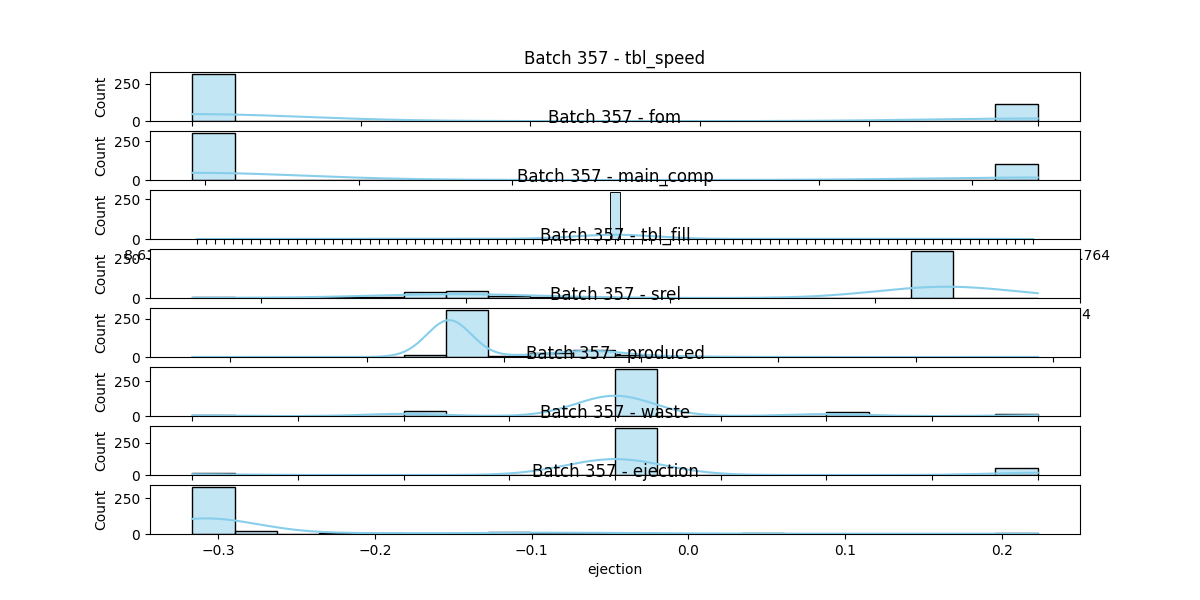 Batch 357 - tbl_speed
Count
250
0
Batch 357 - fom
Count
250
0
Batch 357 - main_comp
Count
250
0
Batch 357 - tbl_fill
Count
250
0
Batch 357 - srel
Count
250
0
Batch 357 - produced
Count
250
0
Batch 357 - waste
Count
250
0
Batch 357 - ejection
Count
250
0
−0.3 −0.2 −0.1 0.0 0.1 0.2
ejection